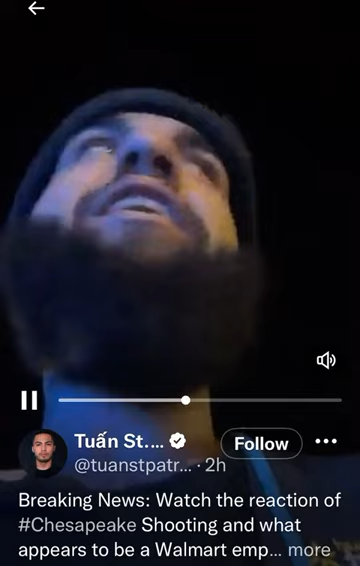 Tuấn St....
Follow
@tuanstpatr... · 2h
Breaking News: Watch the reaction of
#Chesapeake Shooting and what
appears to be a Walmart emp... more